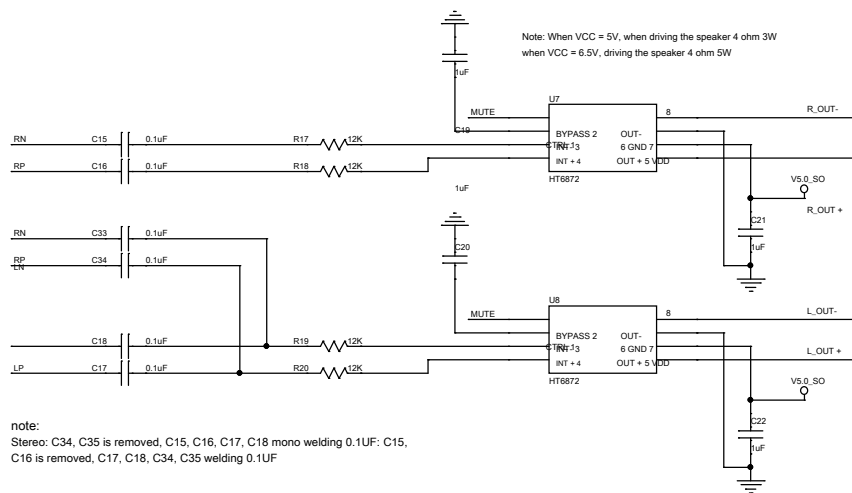 Note: When VCC = 5V, when driving the speaker 4 ohm 3W
when VCC = 6.5V, driving the speaker 4 ohm 5W
1uF
U7
MUTE
8
R_OUT-
C19
RN
C15
0.1uF
R17
12K
BYPASS 2
OUT-
CTRL 1
INT - 3
6 GND 7
RP
C16
0.1uF
R18
12K
INT + 4
OUT + 5 VDD
HT6872
V5.0_SO
1uF
R_OUT +
C21
1uF
RN
C33
0.1uF
C20
RP
LN
C34
0.1uF
U8
MUTE
8
L_OUT-
BYPASS 2
OUT-
C18
0.1uF
R19
12K
CTRL 1
INT - 3
6 GND 7
L_OUT +
LP
C17
0.1uF
R20
12K
INT + 4
OUT + 5 VDD
HT6872
V5.0_SO
C22
1uF
note:
Stereo: C34, C35 is removed, C15, C16, C17, C18 mono welding 0.1UF: C15,
C16 is removed, C17, C18, C34, C35 welding 0.1UF